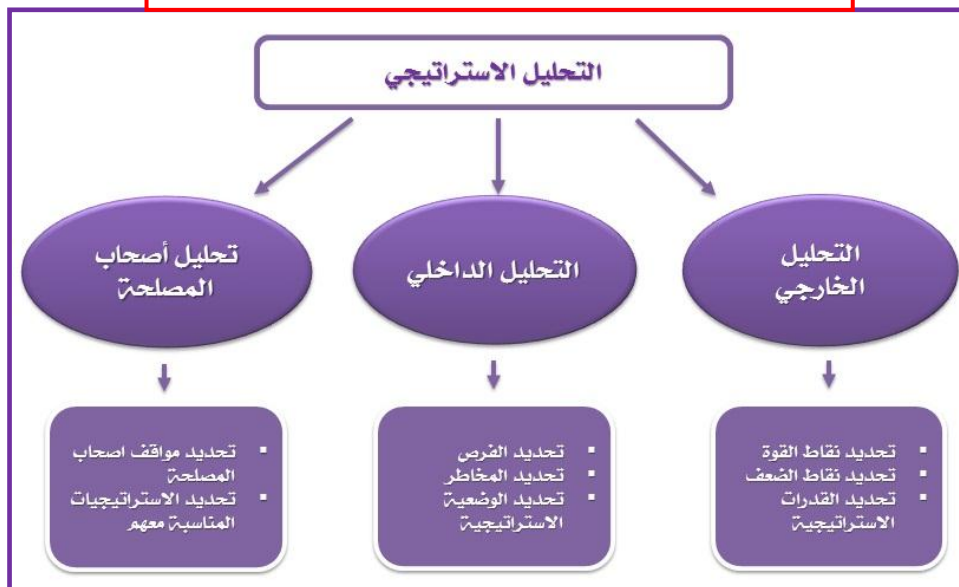 التحليل الاستراتيجي
التحليل
الخارجي
التحليل الداخلي
تحليل أصحاب
المصلحة
▪ تحديد نقاط القوة
▪ تحديد نقاط الضعف
▪ تحديد القدرات
الاستراتيجية
▪ تحديد الفرص
▪ تحديد المخاطر
▪ تحديد الوضعية
الاستراتيجية
▪ تحديد مواقف اصحاب
المصلحة
▪ تحديد الاستراتيجيات
المناسبة معهم